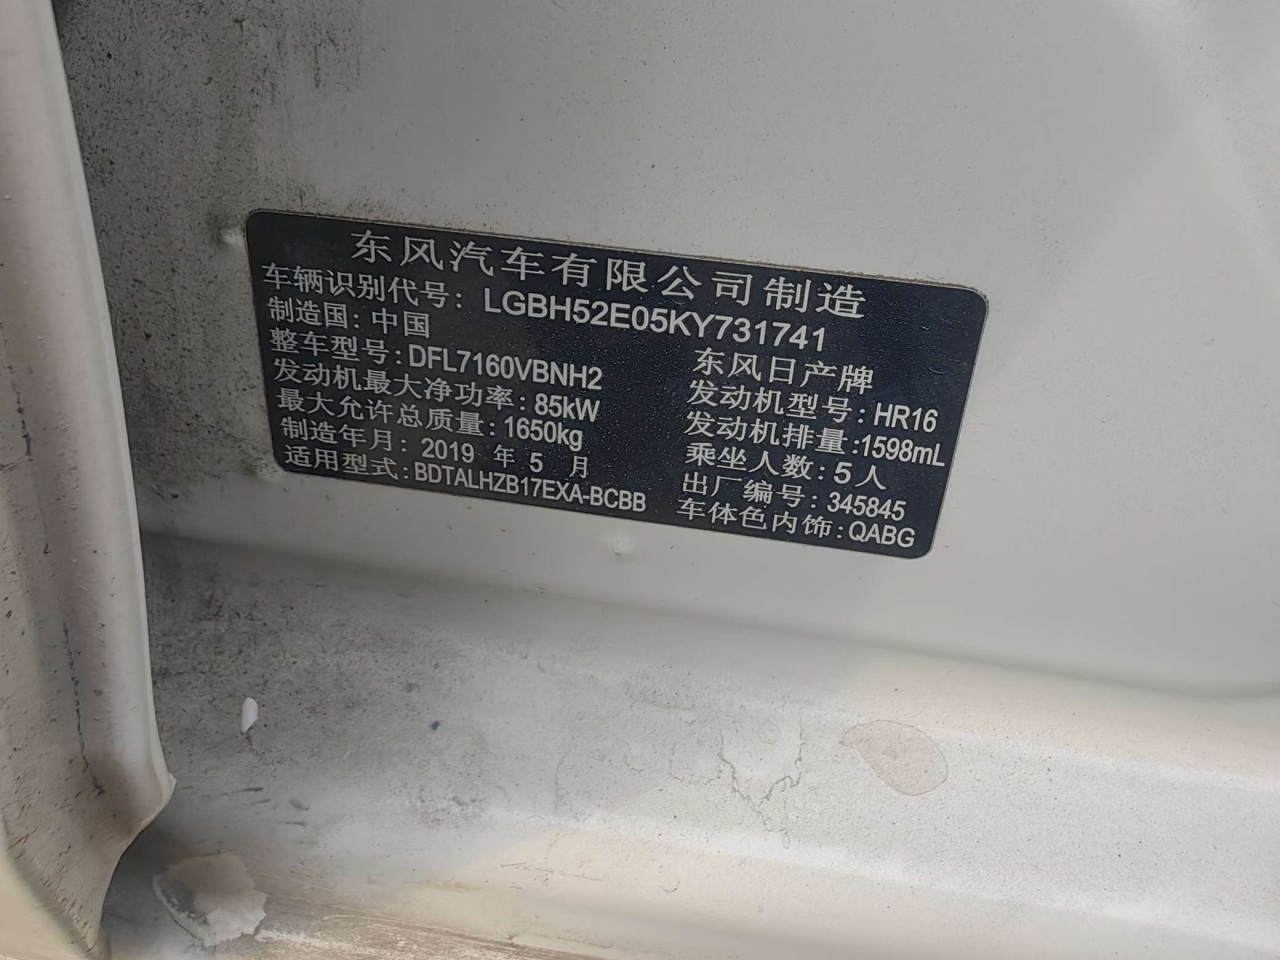 东风汽车有限公司制造
车辆识别代号: LGBH52E05KY731741
制造国: 中国 东风日产牌
整车型号: DFL7160VBNH2 发动机型号: HR16
发动机最大净功率: 85kW 发动机排量: 1598mL
最大允许总质量: 1650kg 乘坐人数: 5人
制造年月: 2019 年 5 月 出厂编号: 345845
适用型式: BDTALHZB17EXA-BCBB 车体色内饰: QABG